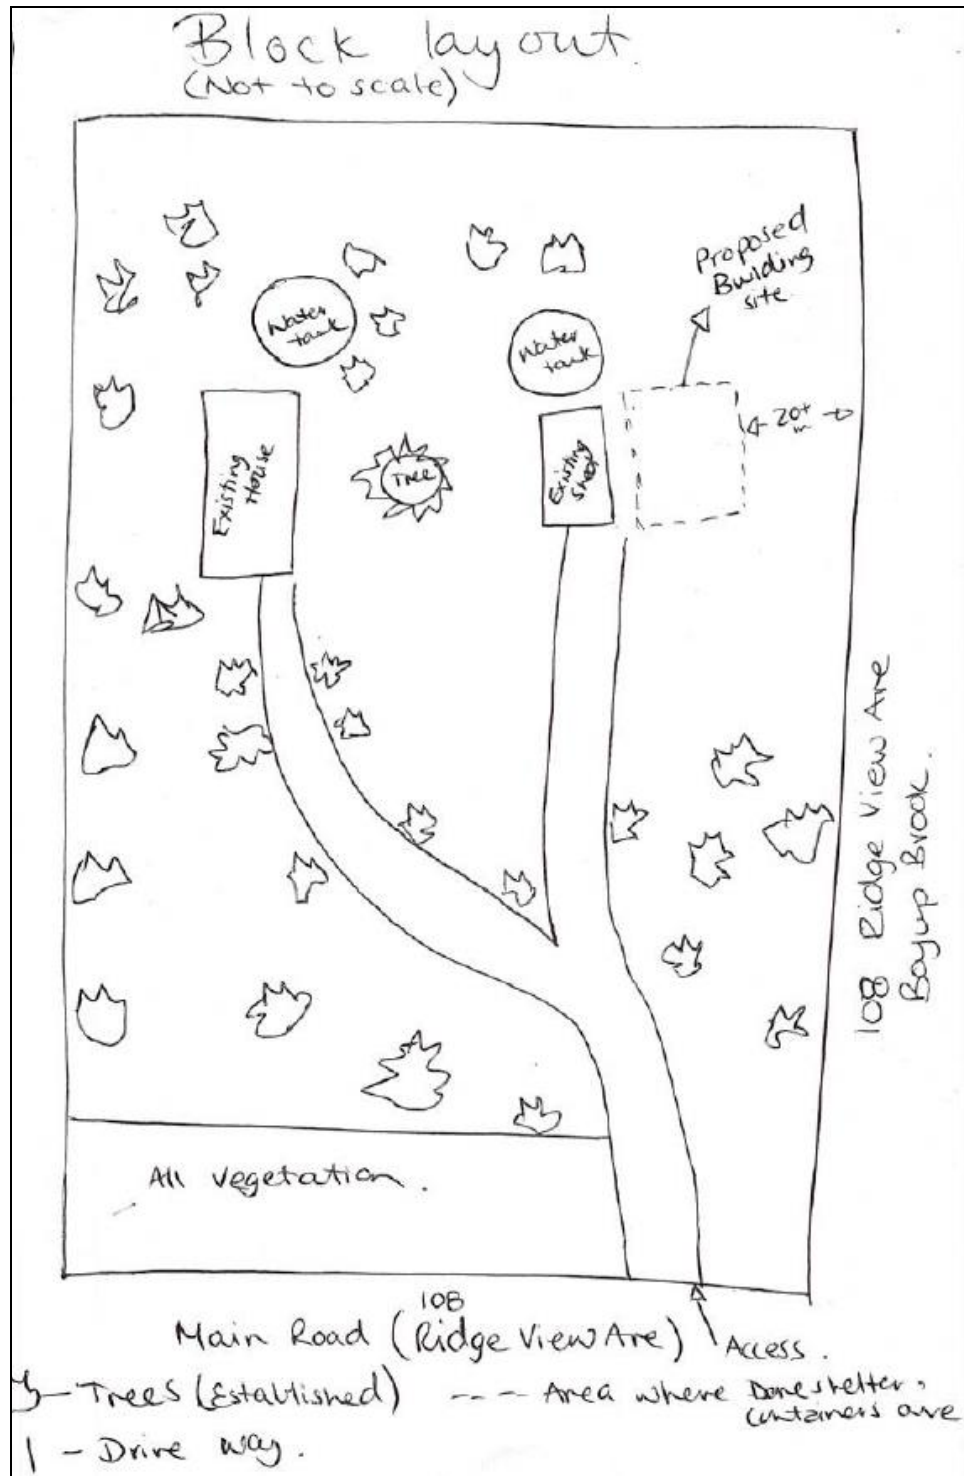 Block layout.
(Not to scale)
Proposed
Building
site.
Water
tank
Water
tank
20+
m
Existing
House
Tree
Existing
Shed
108 Ridge View Ave
Boyup Brook.
All vegetation.
108
Main Road (Ridge View Ave)
Access.
- Trees (Established)
---- Area where Dome shelter,
containers are
| - Drive way.